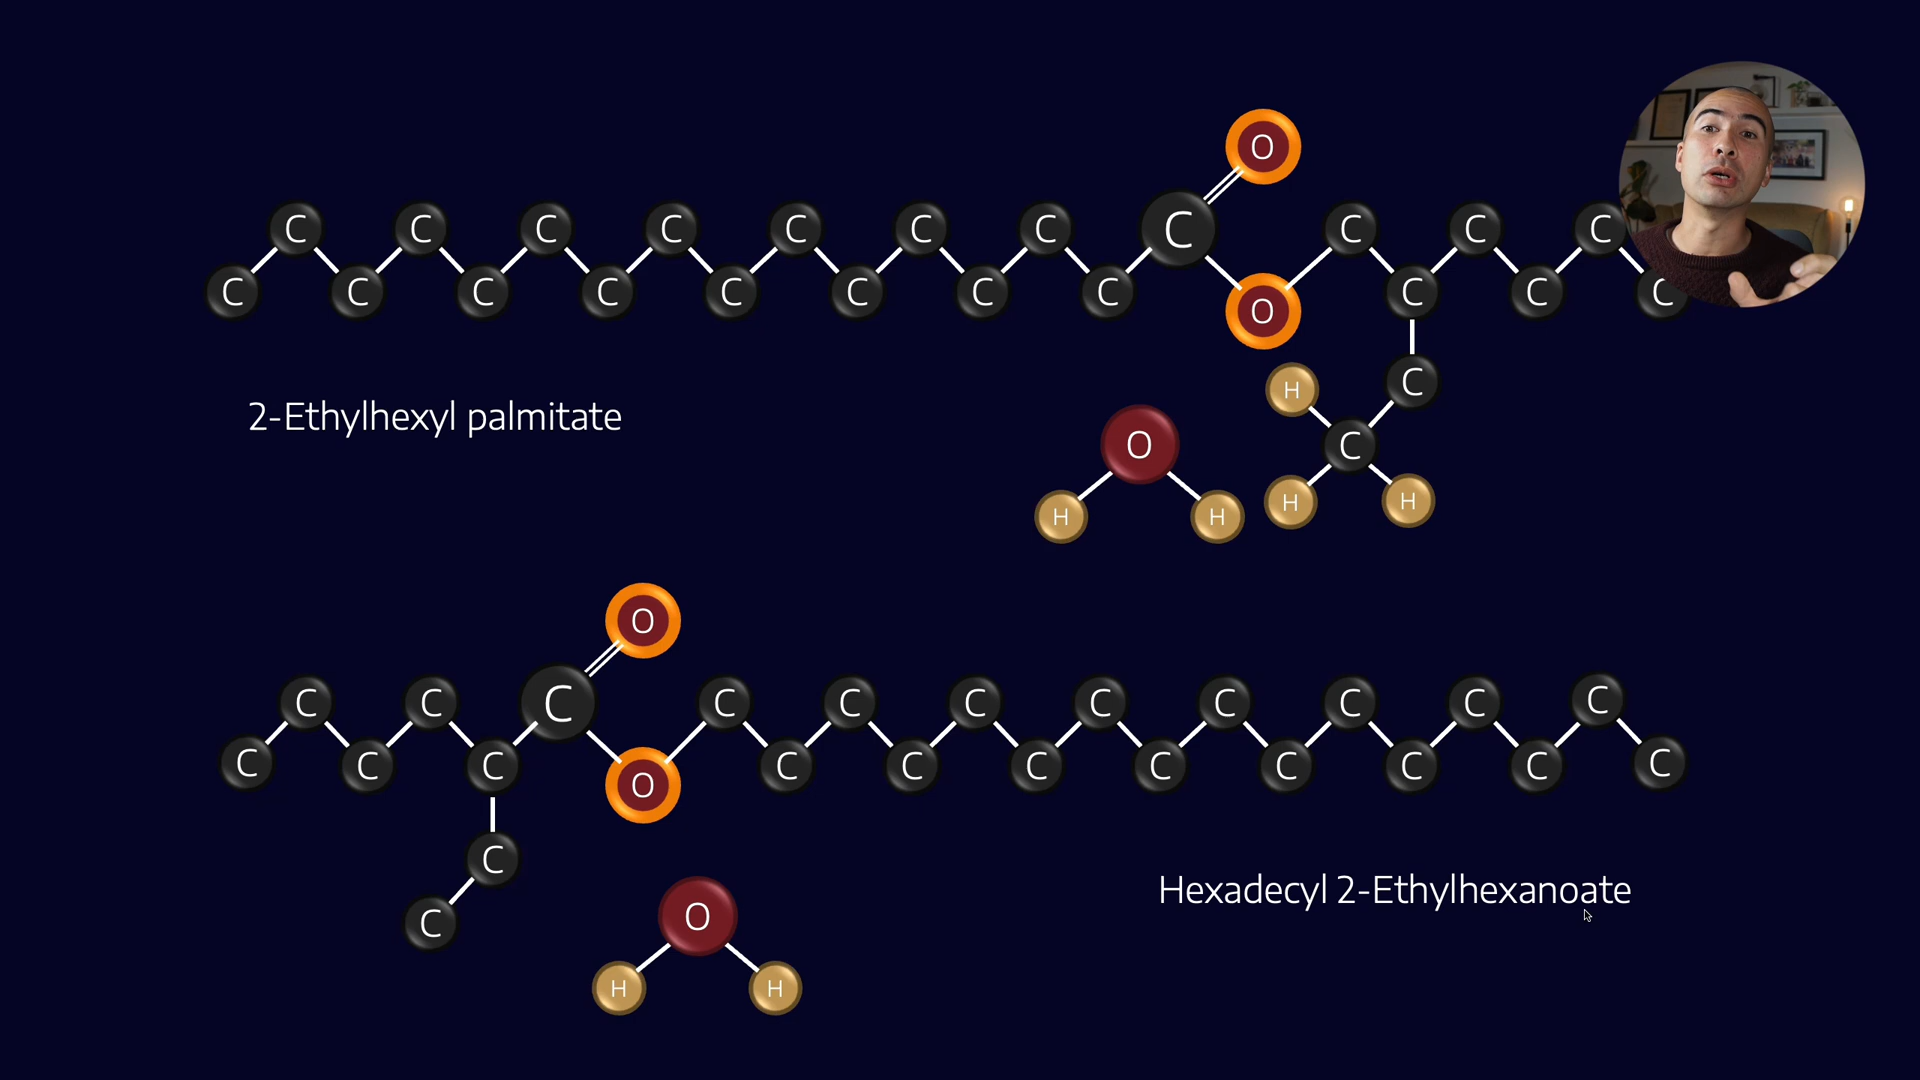 O
C C C C C C C C C C C
C C C C C C C C O C C C
2-Ethylhexyl palmitate
H C
O C
H H H H
O
C C C C C C C C C C C
C C C C O C C C C C C C C
C
Hexadecyl 2-Ethylhexanoate
C O
H H